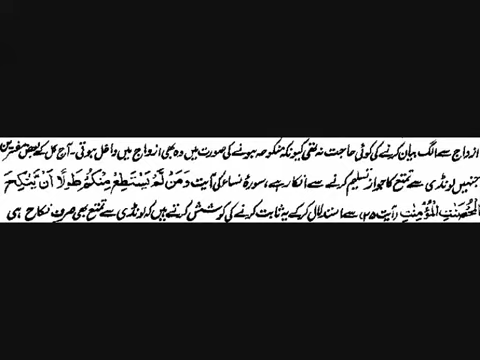 ازدواج سے الگ بیان کرنے کی کوئی حاجت نہ تھی کیونکہ منکوحہ ہونے کی صورت میں وہ بھی ازواج میں داخل ہوتی۔ آج کل کے بعض مفسرین
جنہیں لونڈی سے تمتع کا جواز تسلیم کرنے سے انکار ہے، سورۂ نساء کی آیت وَمَنْ لَّمْ يَسْتَطِعْ مِنْكُمْ طَوْلًا اَنْ يَّنْكِحَ
الْمُحْصَنٰتِ الْمُؤْمِنٰتِ (آیت ۲۵) سے استدلال کرکے یہ ثابت کرنے کی کوشش کرتے ہیں کہ لونڈی سے تمتع بھی صرف نکاح ہی